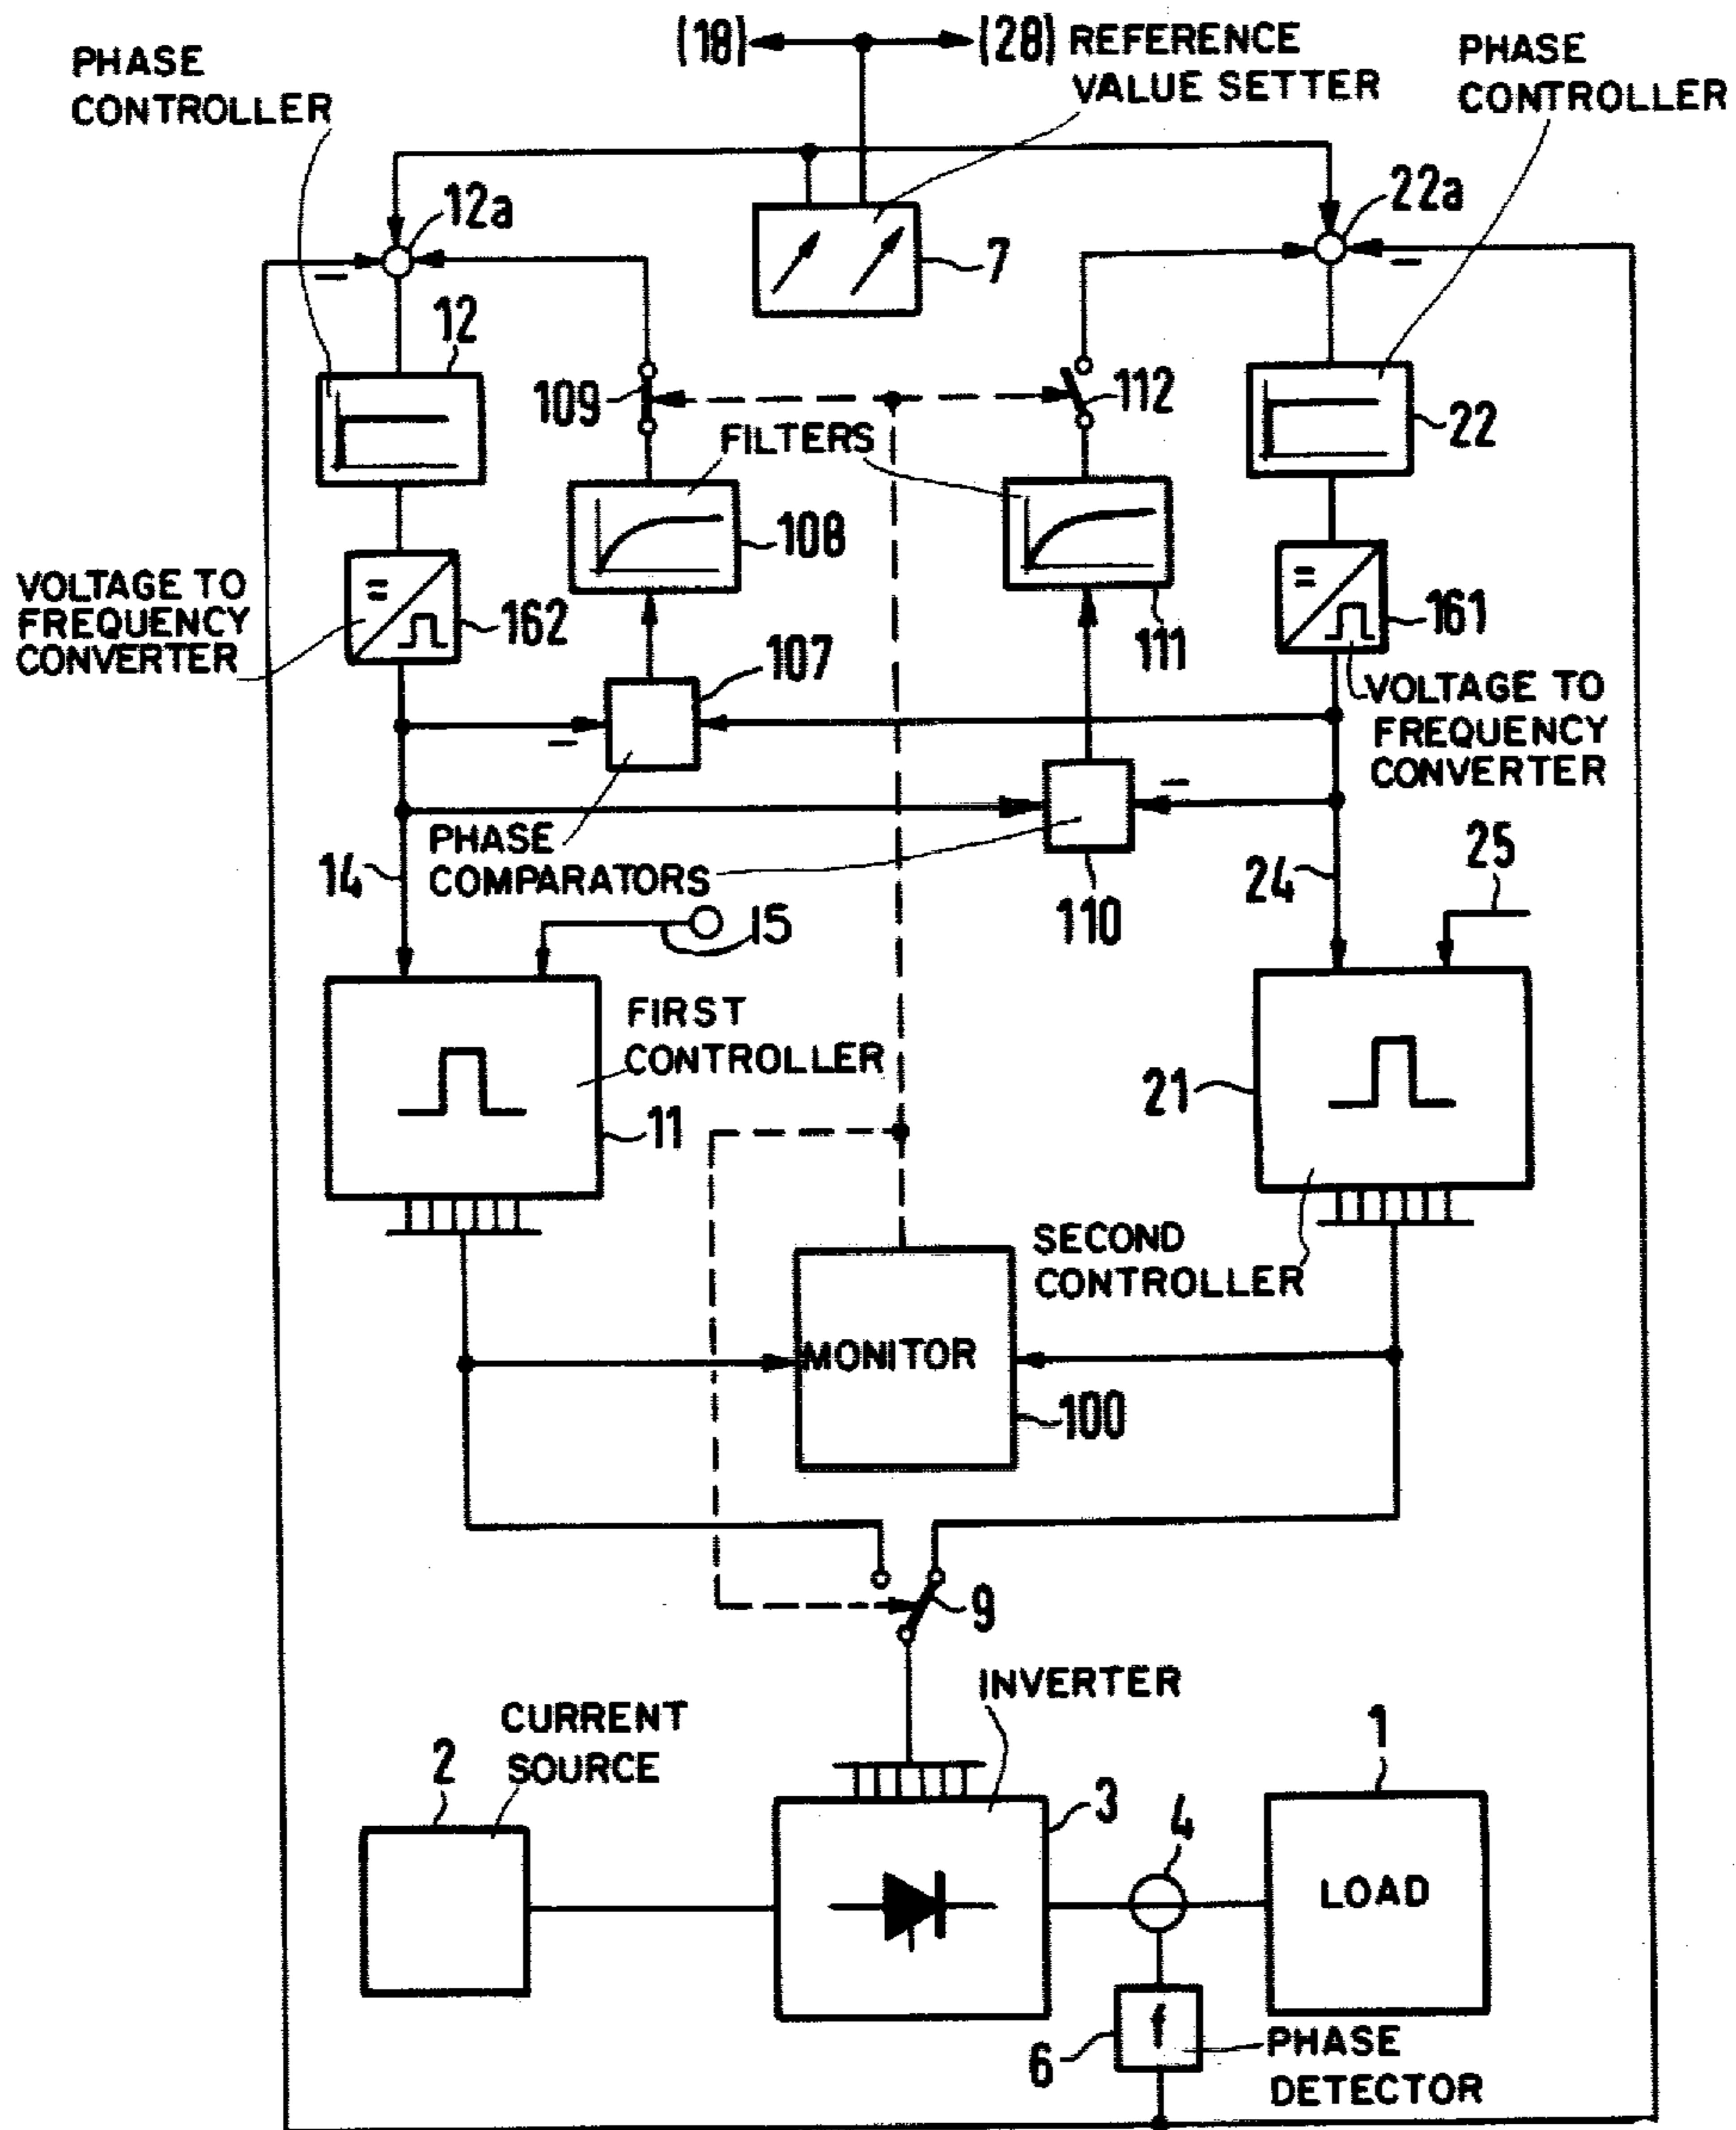 (18)
(28) REFERENCE
VALUE SETTER
PHASE
CONTROLLER
PHASE
CONTROLLER
12a
22a
7
–
–
12
109
112
22
FILTERS
108
111
=
=
VOLTAGE TO
FREQUENCY
CONVERTER
162
161
107
VOLTAGE TO
FREQUENCY
CONVERTER
–
–
PHASE
COMPARATORS
14
110
24
25
15
FIRST
CONTROLLER
11
21
SECOND
CONTROLLER
MONITOR
100
9
INVERTER
CURRENT
SOURCE
2
3
4
1
LOAD
f
6
PHASE
DETECTOR